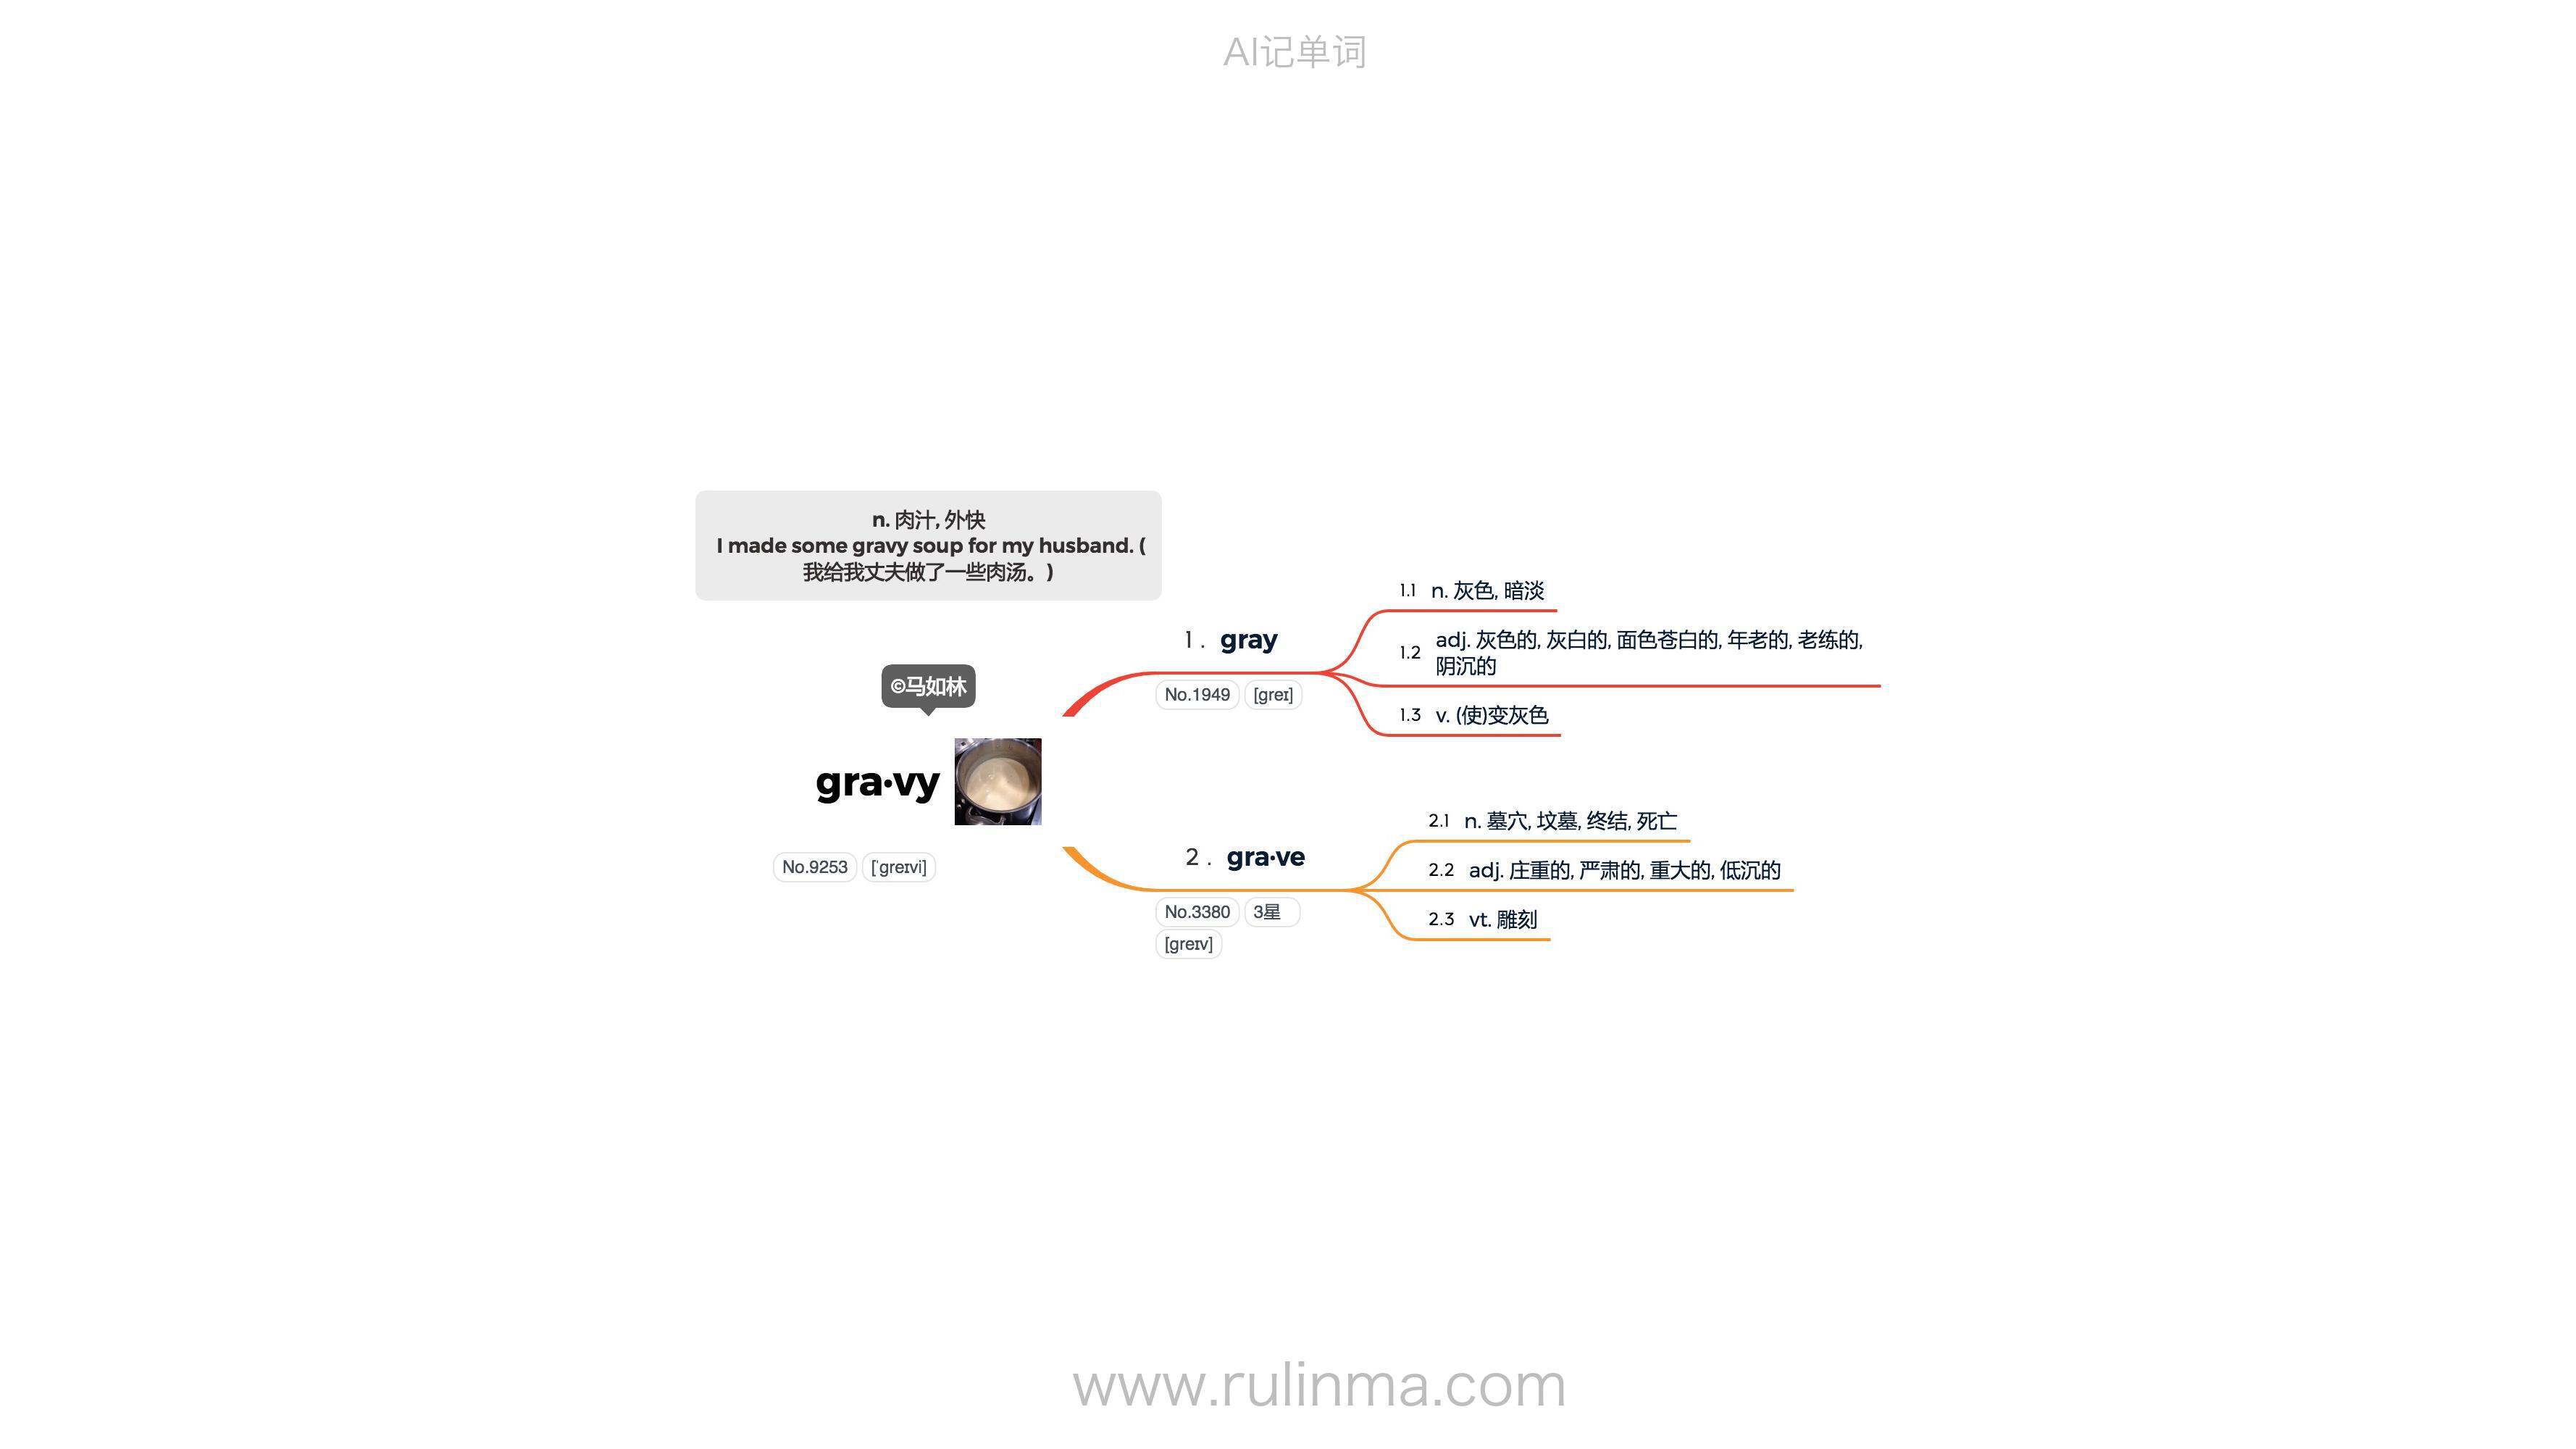 AI记单词
n. 肉汁, 外快
I made some gravy soup for my husband. (
我给我丈夫做了一些肉汤。)
©马如林
gra·vy
No.9253 [ˈgreɪvi]
1. gray
No.1949 [greɪ]
1.1 n. 灰色, 暗淡
1.2 adj. 灰色的, 灰白的, 面色苍白的, 年老的, 老练的,
阴沉的
1.3 v. (使)变灰色
2. gra·ve
No.3380 3星
[greɪv]
2.1 n. 墓穴, 坟墓, 终结, 死亡
2.2 adj. 庄重的, 严肃的, 重大的, 低沉的
2.3 vt. 雕刻
www.rulinma.com